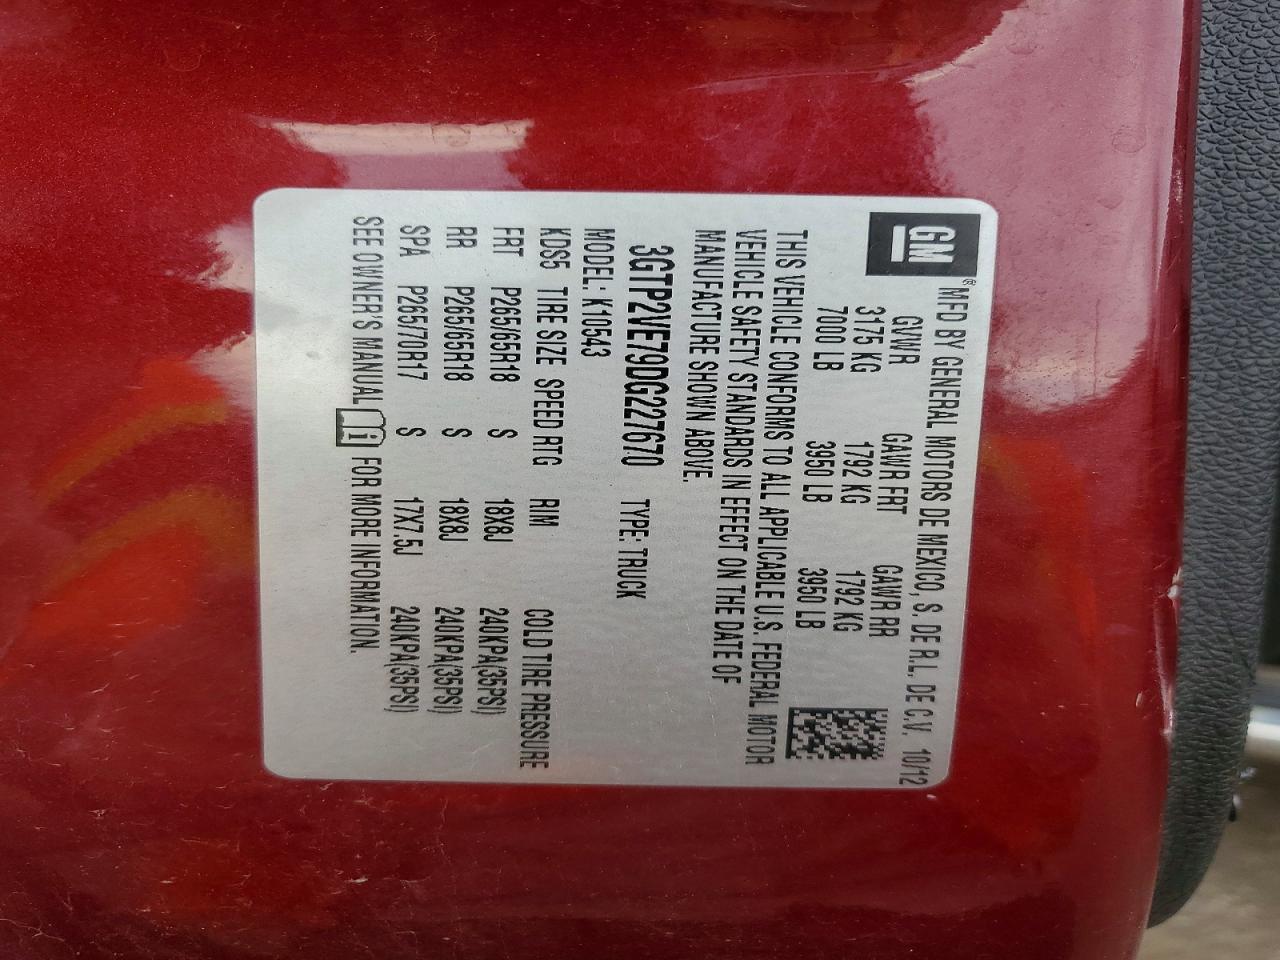 GM
® MFD BY GENERAL MOTORS DE MEXICO, S. DE R.L. DE C.V. 10/12
GVWR GAWR FRT GAWR RR
3175 KG 1792 KG 1792 KG
7000 LB 3950 LB 3950 LB
THIS VEHICLE CONFORMS TO ALL APPLICABLE U.S. FEDERAL MOTOR
VEHICLE SAFETY STANDARDS IN EFFECT ON THE DATE OF
MANUFACTURE SHOWN ABOVE.
3GTP2VE79DG227670 TYPE: TRUCK
MODEL: K10543
KDS5 TIRE SIZE SPEED RTG RIM COLD TIRE PRESSURE
FRT P265/65R18 S 18X8J 240KPA(35PSI)
RR P265/65R18 S 18X8J 240KPA(35PSI)
SPA P265/70R17 S 17X7.5J 240KPA(35PSI)
SEE OWNER'S MANUAL i FOR MORE INFORMATION.